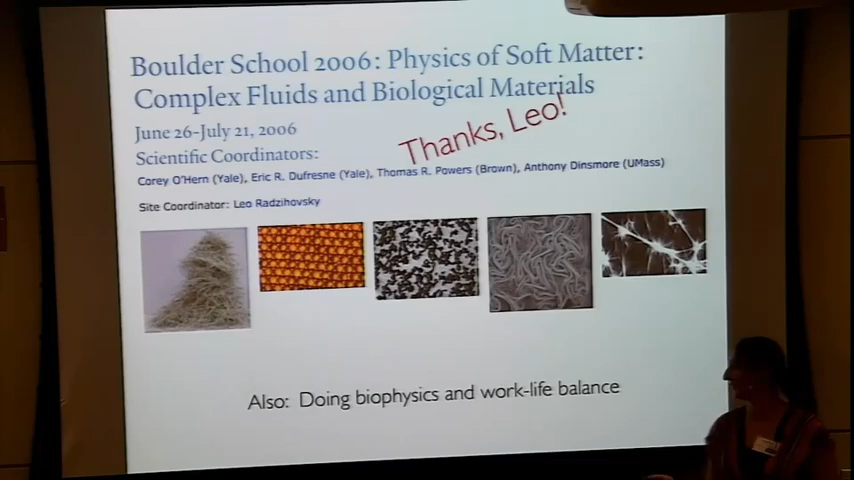 Boulder School 2006: Physics of Soft Matter:
Complex Fluids and Biological Materials
June 26-July 21, 2006
Thanks, Leo!
Scientific Coordinators:
Corey O'Hern (Yale), Eric R. Dufresne (Yale), Thomas R. Powers (Brown), Anthony Dinsmore (UMass)
Site Coordinator: Leo Radzihovsky
Also: Doing biophysics and work-life balance